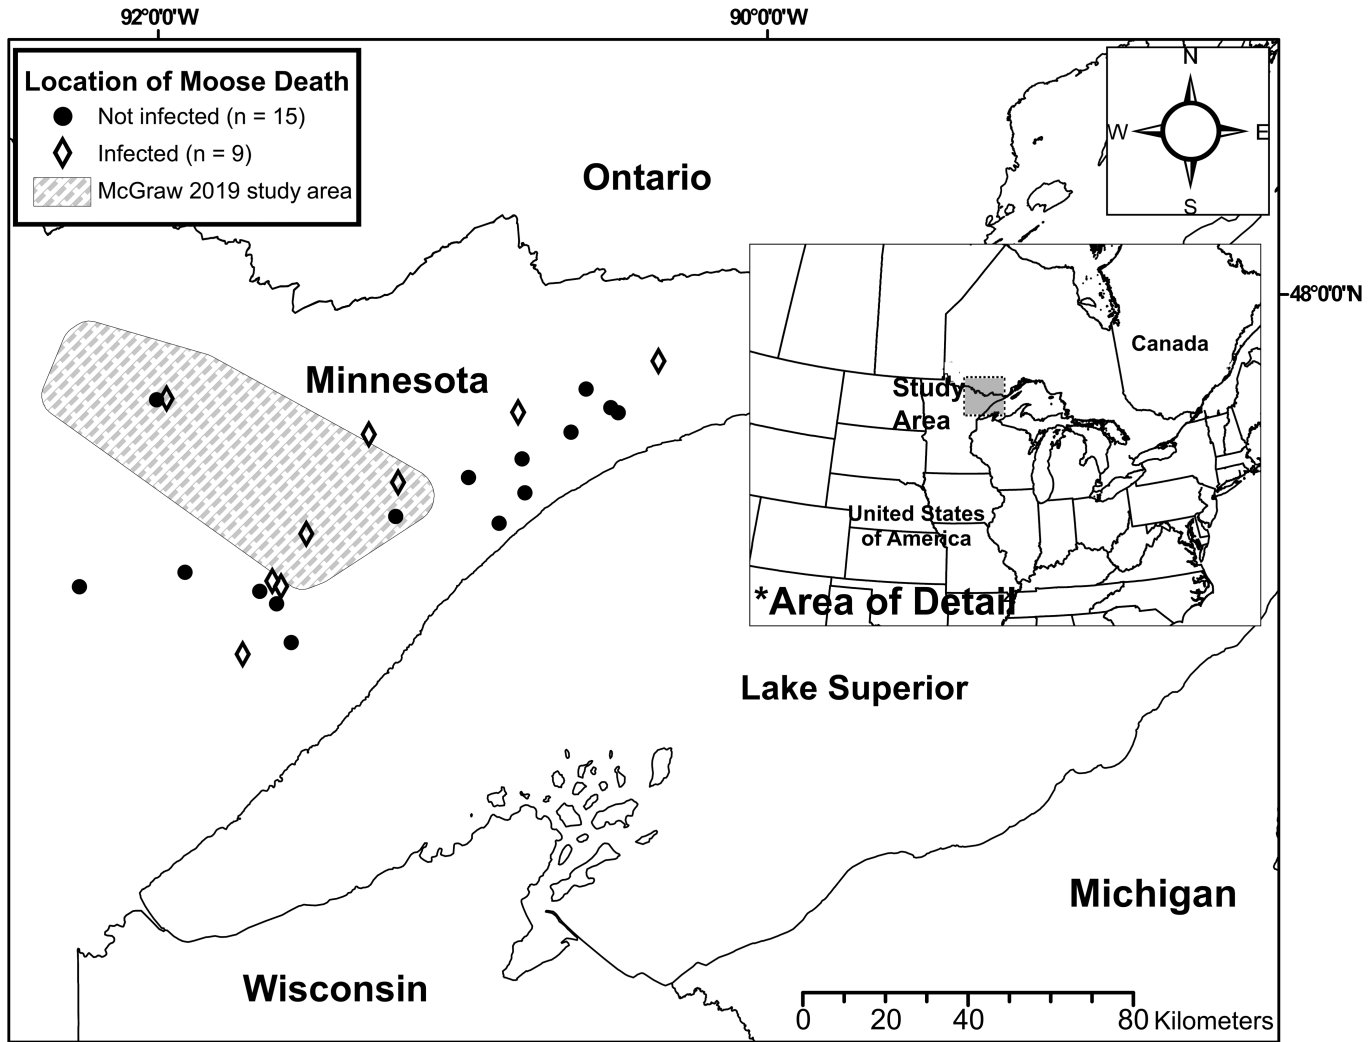 92°0'0"W
90°0'0"W
Location of Moose Death
Not infected (n = 15)
Infected (n = 9)
McGraw 2019 study area
N
W
E
S
Ontario
48°0'0"N
Minnesota
Canada
Study
Area
United States
of America
*Area of Detail
Lake Superior
Michigan
Wisconsin
0 20 40 80 Kilometers